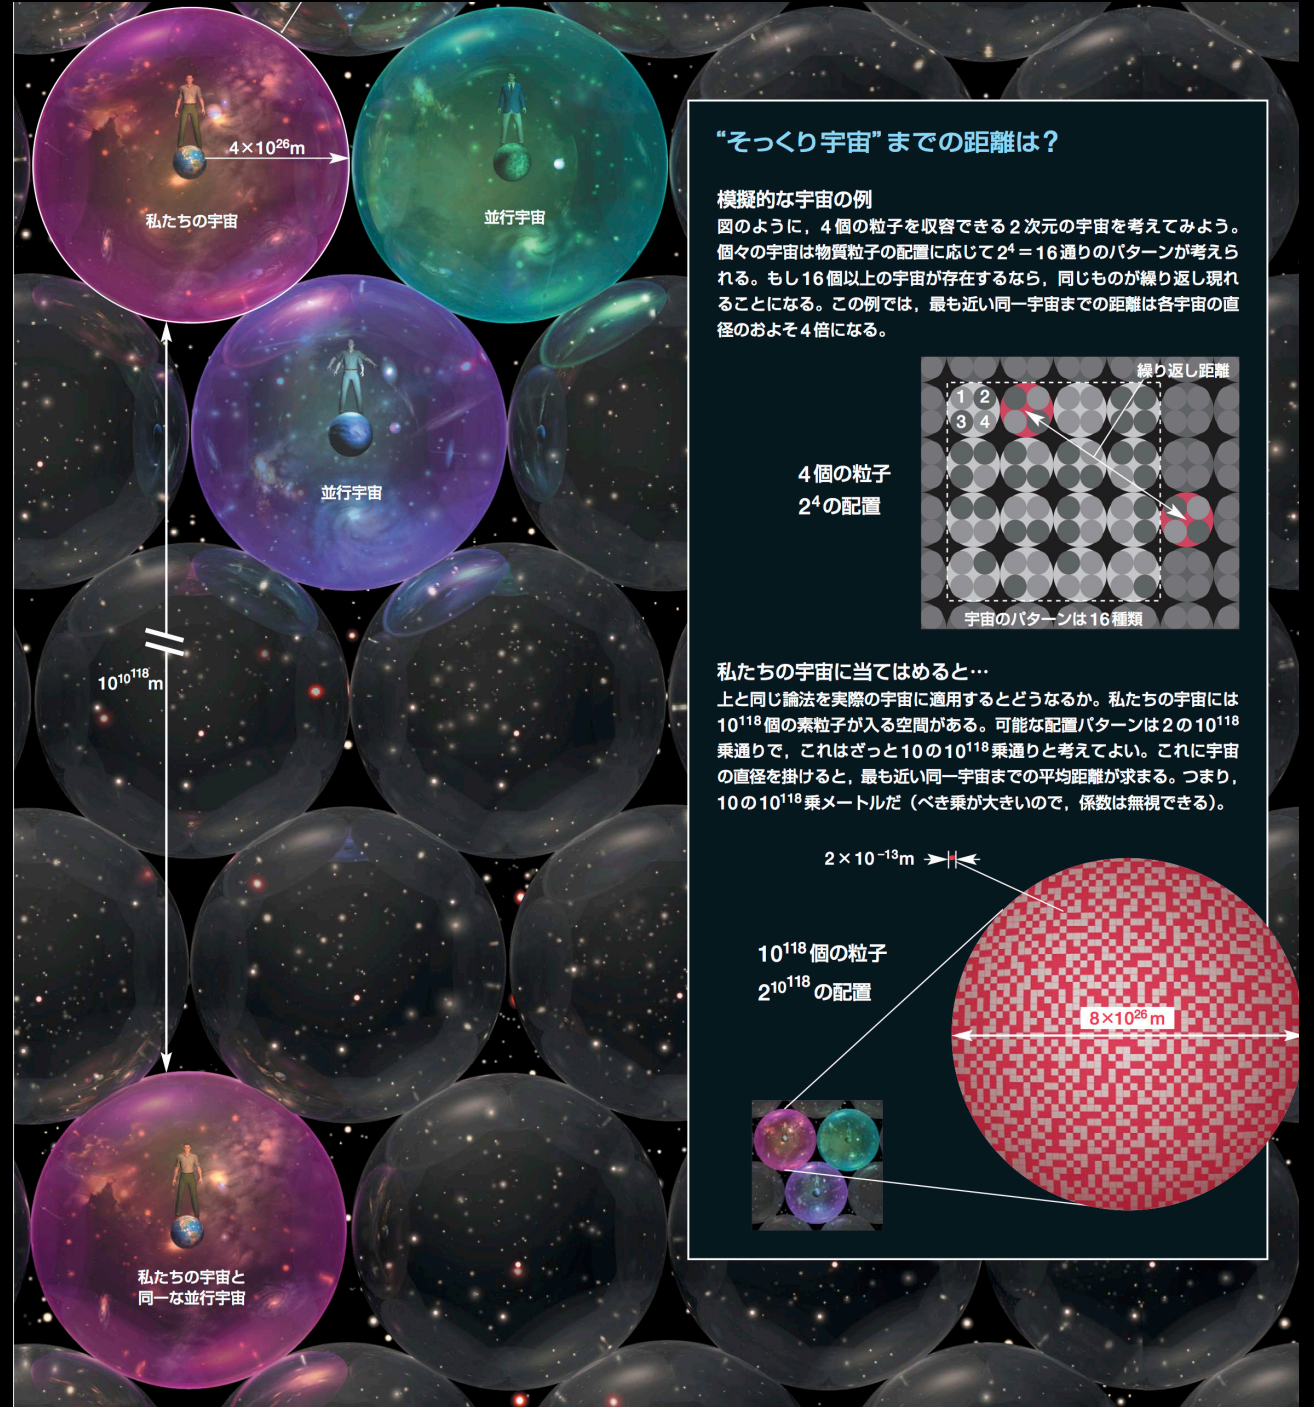 4×10²⁶m
私たちの宇宙
並行宇宙
並行宇宙
10^10^118 m
私たちの宇宙と
同一な並行宇宙
“そっくり宇宙”までの距離は？
模擬的な宇宙の例
図のように，4個の粒子を収容できる2次元の宇宙を考えてみよう。
個々の宇宙は物質粒子の配置に応じて2⁴＝16通りのパターンが考えら
れる。もし16個以上の宇宙が存在するなら，同じものが繰り返し現れ
ることになる。この例では，最も近い同一宇宙までの距離は各宇宙の直
径のおよそ4倍になる。
繰り返し距離
1 2
3 4
4個の粒子
2⁴の配置
宇宙のパターンは16種類
私たちの宇宙に当てはめると…
上と同じ論法を実際の宇宙に適用するとどうなるか。私たちの宇宙には
10¹¹⁸個の素粒子が入る空間がある。可能な配置パターンは2の10¹¹⁸
乗通りで，これはざっと10の10¹¹⁸乗通りと考えてよい。これに宇宙
の直径を掛けると，最も近い同一宇宙までの平均距離が求まる。つまり，
10の10¹¹⁸乗メートルだ（べき乗が大きいので，係数は無視できる）。
2×10⁻¹³m
10¹¹⁸個の粒子
2^10^118 の配置
8×10²⁶m